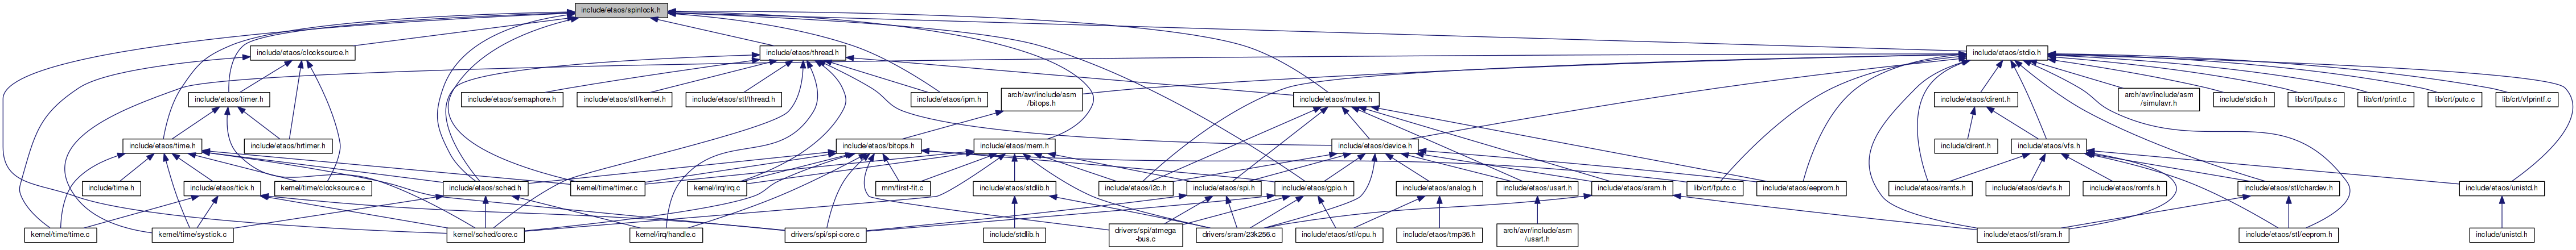 include/etaos/spinlock.h
include/etaos/clocksource.h
include/etaos/thread.h
include/etaos/stdio.h
include/etaos/timer.h
include/etaos/semaphore.h
include/etaos/stl/kernel.h
include/etaos/stl/thread.h
include/etaos/ipm.h
arch/avr/include/asm
/bitops.h
include/etaos/mutex.h
include/etaos/dirent.h
arch/avr/include/asm
/simulavr.h
include/stdio.h
lib/crt/fputs.c
lib/crt/printf.c
lib/crt/putc.c
lib/crt/vfprintf.c
include/etaos/time.h
include/etaos/hrtimer.h
include/etaos/bitops.h
include/etaos/mem.h
include/etaos/device.h
include/dirent.h
include/etaos/vfs.h
include/time.h
include/etaos/tick.h
kernel/time/clocksource.c
include/etaos/sched.h
kernel/time/timer.c
kernel/irq/irq.c
mm/first-fit.c
include/etaos/stdlib.h
include/etaos/i2c.h
include/etaos/spi.h
include/etaos/gpio.h
include/etaos/analog.h
include/etaos/usart.h
include/etaos/sram.h
lib/crt/fputc.c
include/etaos/eeprom.h
include/etaos/ramfs.h
include/etaos/devfs.h
include/etaos/romfs.h
include/etaos/stl/chardev.h
include/etaos/unistd.h
kernel/time/time.c
kernel/time/systick.c
kernel/sched/core.c
kernel/irq/handle.c
drivers/spi/spi-core.c
include/stdlib.h
drivers/spi/atmega
-bus.c
drivers/sram/23k256.c
include/etaos/stl/cpu.h
include/etaos/tmp36.h
arch/avr/include/asm
/usart.h
include/etaos/stl/sram.h
include/etaos/stl/eeprom.h
include/unistd.h